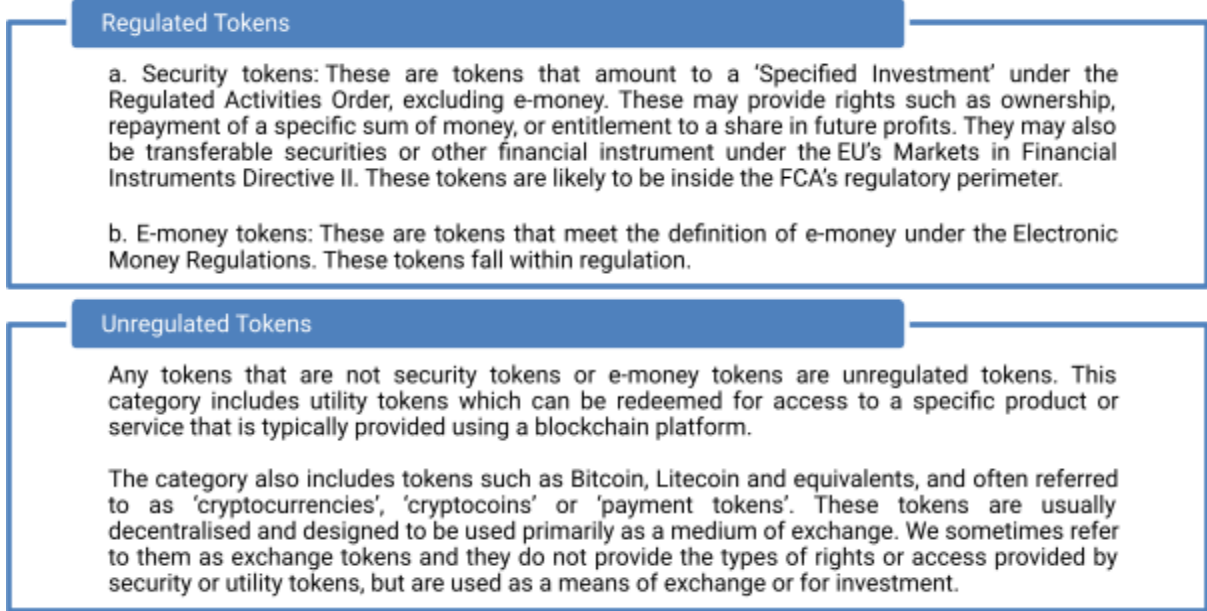 Regulated Tokens
a. Security tokens: These are tokens that amount to a ‘Specified Investment’ under the
Regulated Activities Order, excluding e-money. These may provide rights such as ownership,
repayment of a specific sum of money, or entitlement to a share in future profits. They may also
be transferable securities or other financial instrument under the EU’s Markets in Financial
Instruments Directive II. These tokens are likely to be inside the FCA’s regulatory perimeter.
b. E-money tokens: These are tokens that meet the definition of e-money under the Electronic
Money Regulations. These tokens fall within regulation.
Unregulated Tokens
Any tokens that are not security tokens or e-money tokens are unregulated tokens. This
category includes utility tokens which can be redeemed for access to a specific product or
service that is typically provided using a blockchain platform.
The category also includes tokens such as Bitcoin, Litecoin and equivalents, and often referred
to as ‘cryptocurrencies’, ‘cryptocoins’ or ‘payment tokens’. These tokens are usually
decentralised and designed to be used primarily as a medium of exchange. We sometimes refer
to them as exchange tokens and they do not provide the types of rights or access provided by
security or utility tokens, but are used as a means of exchange or for investment.